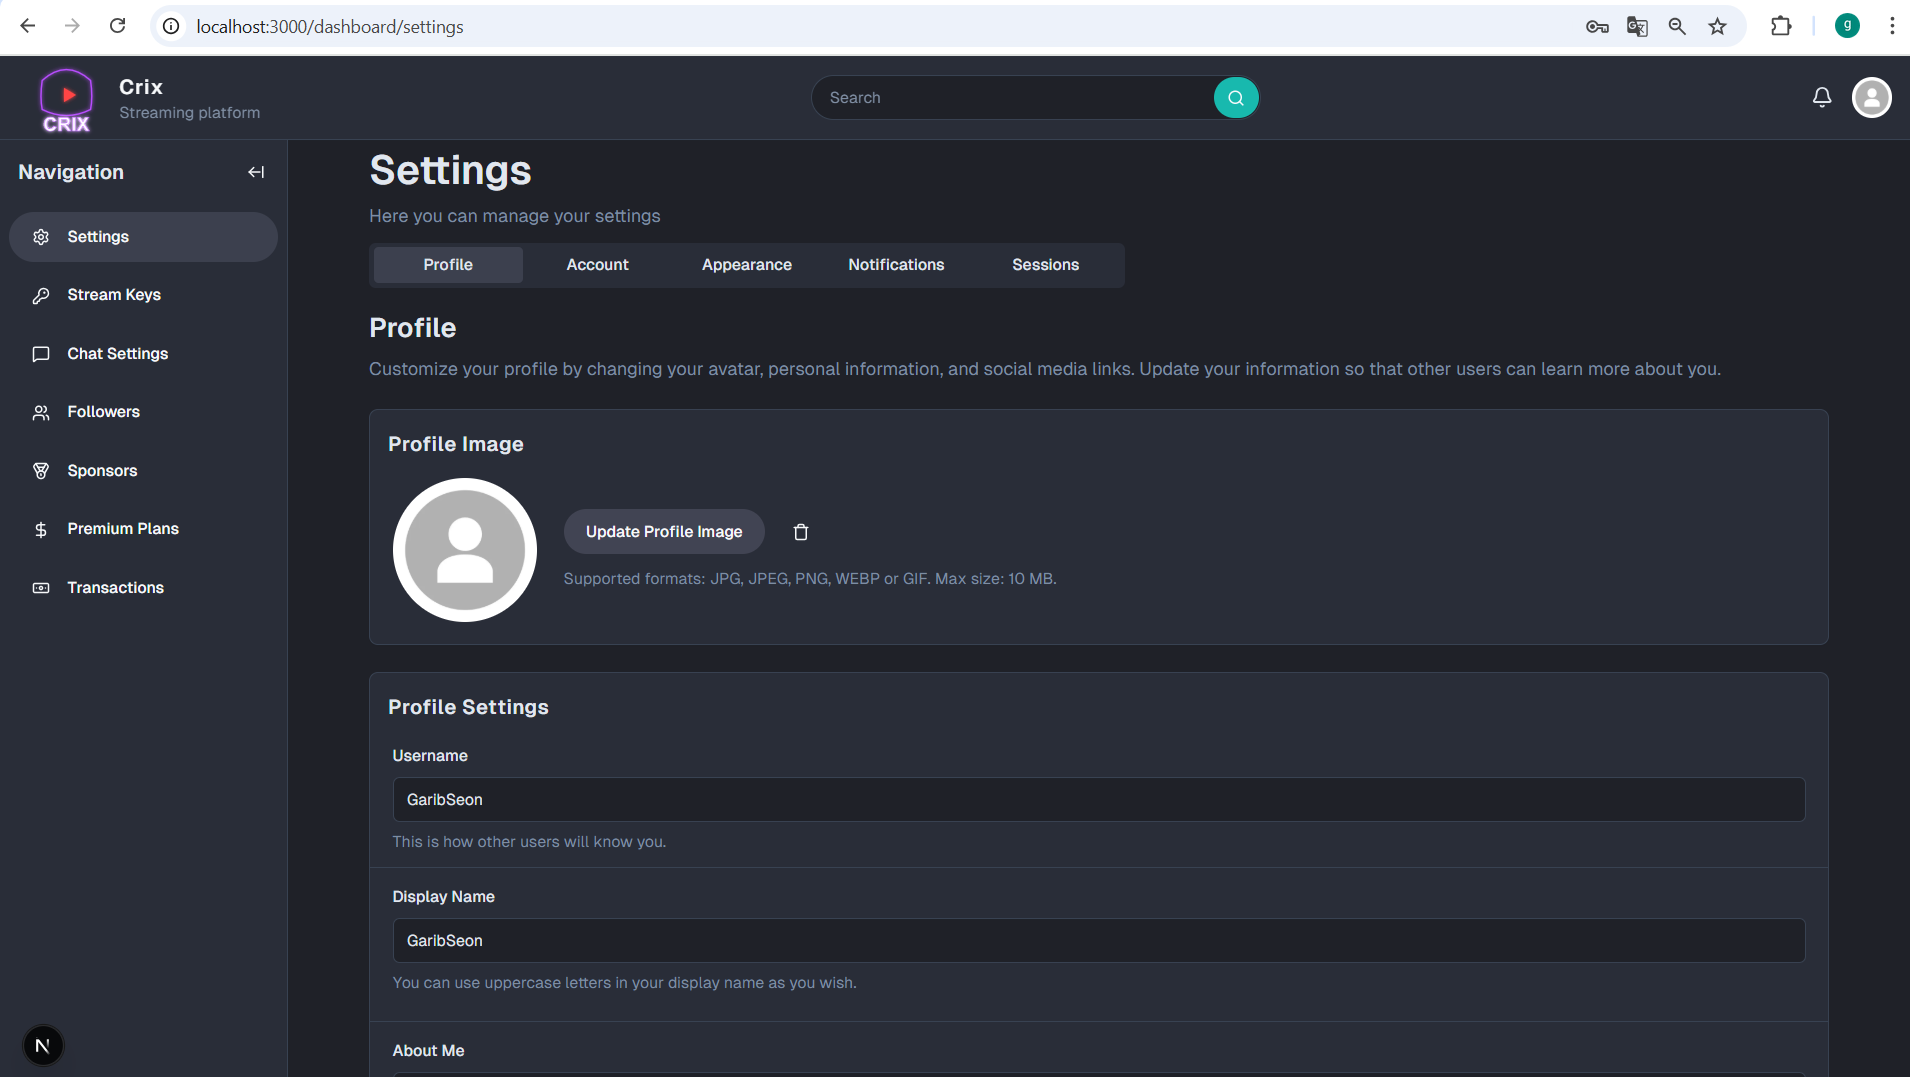 localhost:3000/dashboard/settings
g
CRIX
Crix
Streaming platform
Search
Navigation
Settings
Stream Keys
Chat Settings
Followers
Sponsors
Premium Plans
Transactions
N
Settings
Here you can manage your settings
Profile Account Appearance Notifications Sessions
Profile
Customize your profile by changing your avatar, personal information, and social media links. Update your information so that other users can learn more about you.
Profile Image
Update Profile Image
Supported formats: JPG, JPEG, PNG, WEBP or GIF. Max size: 10 MB.
Profile Settings
Username
GaribSeon
This is how other users will know you.
Display Name
GaribSeon
You can use uppercase letters in your display name as you wish.
About Me